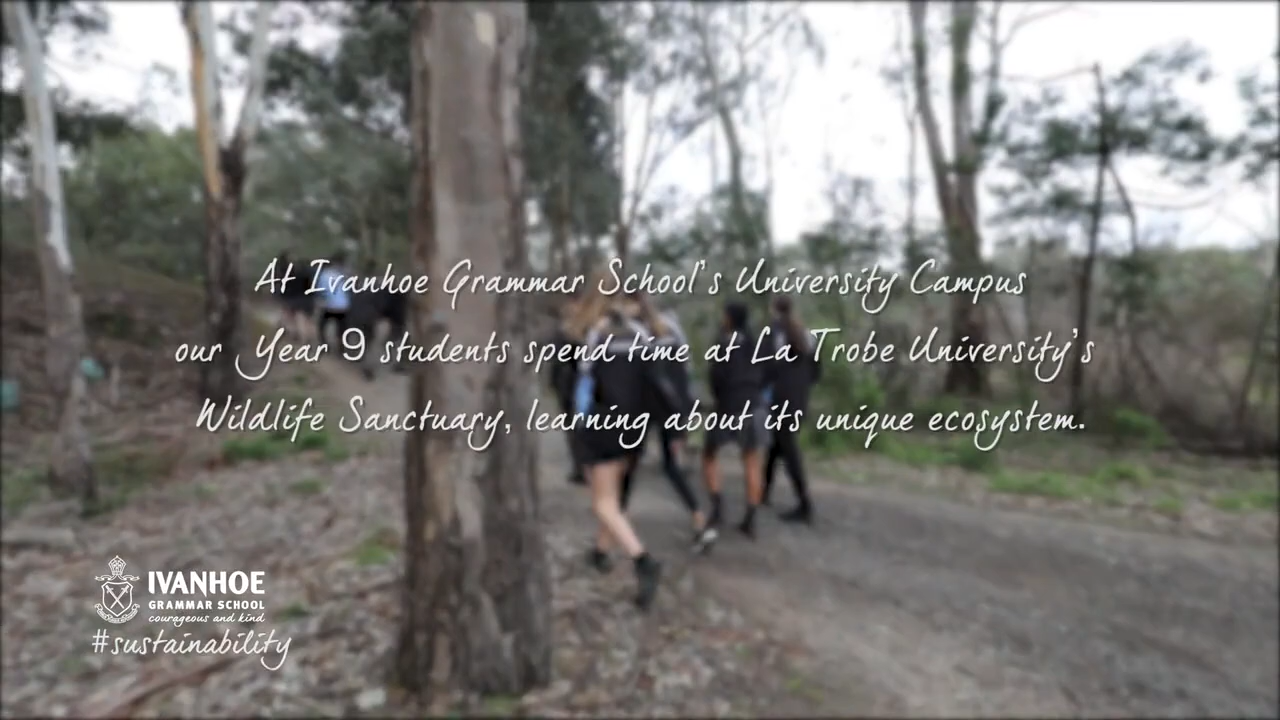 At Ivanhoe Grammar School's University Campus
our Year 9 students spend time at La Trobe University's
Wildlife Sanctuary, learning about its unique ecosystem.
IVANHOE
GRAMMAR SCHOOL
courageous and kind
#sustainability